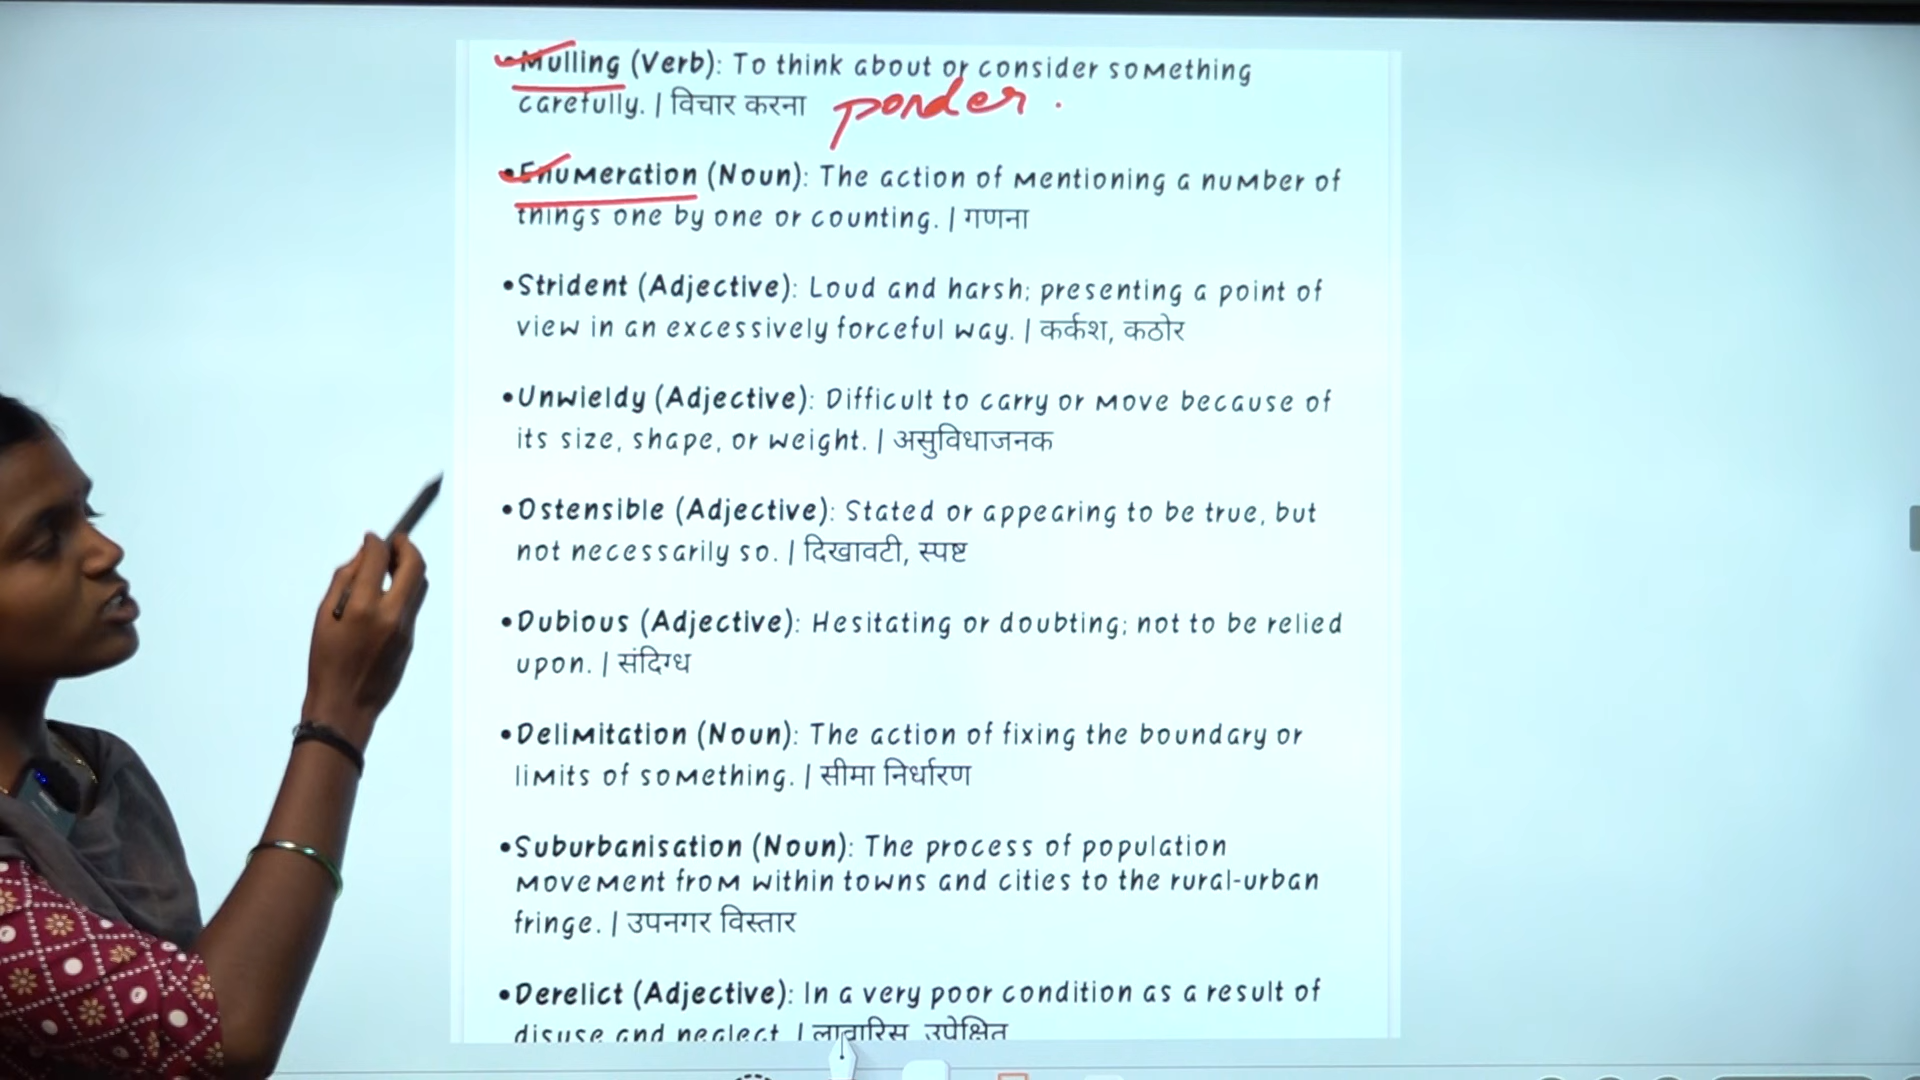 •Mulling (Verb): To think about or consider something
carefully. | विचार करना ponder.
•Enumeration (Noun): The action of mentioning a number of
things one by one or counting. | गणना
•Strident (Adjective): Loud and harsh; presenting a point of
view in an excessively forceful way. | कर्कश, कठोर
•Unwieldy (Adjective): Difficult to carry or move because of
its size, shape, or weight. | असुविधाजनक
•Ostensible (Adjective): Stated or appearing to be true, but
not necessarily so. | दिखावटी, स्पष्ट
•Dubious (Adjective): Hesitating or doubting; not to be relied
upon. | संदिग्ध
•Delimitation (Noun): The action of fixing the boundary or
limits of something. | सीमा निर्धारण
•Suburbanisation (Noun): The process of population
movement from within towns and cities to the rural-urban
fringe. | उपनगर विस्तार
•Derelict (Adjective): In a very poor condition as a result of
disuse and neglect | लावारिस उपेक्षित